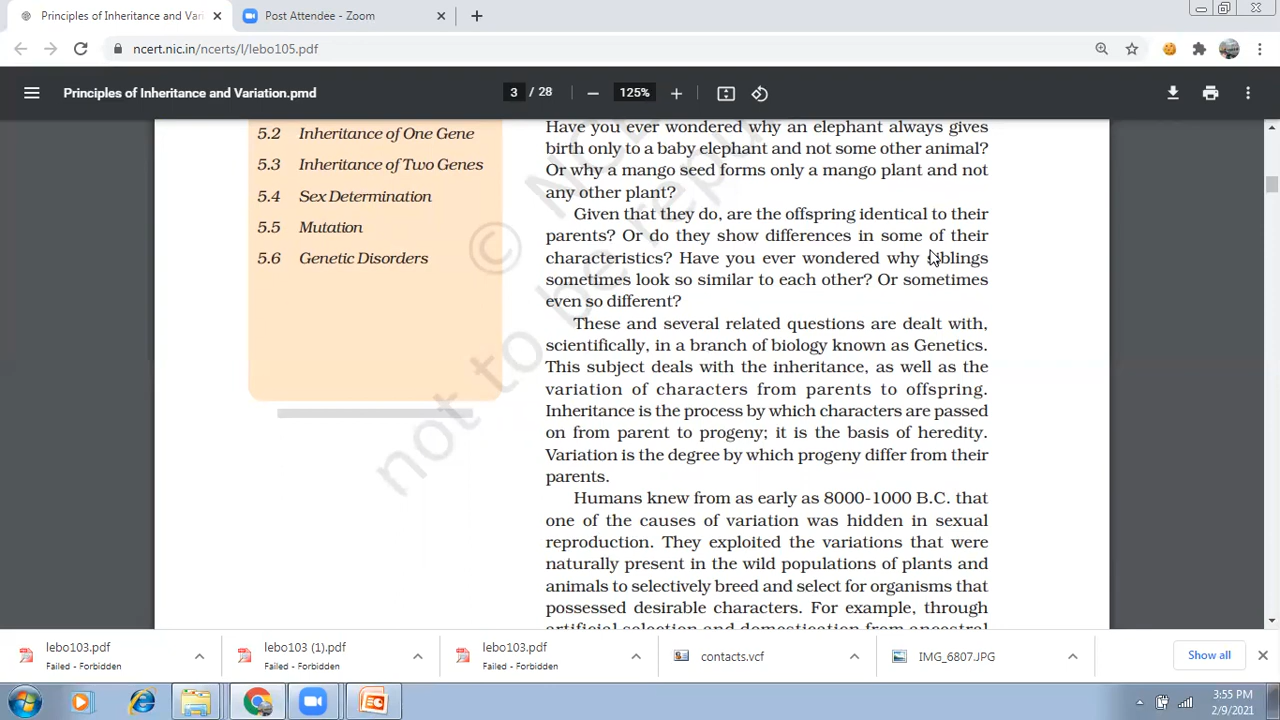 Principles of Inheritance and Var
Post Attendee - Zoom
ncert.nic.in/ncerts/l/lebo105.pdf
Principles of Inheritance and Variation.pmd
3 / 28
125%
5.2 Inheritance of One Gene
5.3 Inheritance of Two Genes
5.4 Sex Determination
5.5 Mutation
5.6 Genetic Disorders
Have you ever wondered why an elephant always gives
birth only to a baby elephant and not some other animal?
Or why a mango seed forms only a mango plant and not
any other plant?
Given that they do, are the offspring identical to their
parents? Or do they show differences in some of their
characteristics? Have you ever wondered why siblings
sometimes look so similar to each other? Or sometimes
even so different?
These and several related questions are dealt with,
scientifically, in a branch of biology known as Genetics.
This subject deals with the inheritance, as well as the
variation of characters from parents to offspring.
Inheritance is the process by which characters are passed
on from parent to progeny; it is the basis of heredity.
Variation is the degree by which progeny differ from their
parents.
Humans knew from as early as 8000-1000 B.C. that
one of the causes of variation was hidden in sexual
reproduction. They exploited the variations that were
naturally present in the wild populations of plants and
animals to selectively breed and select for organisms that
possessed desirable characters. For example, through
artificial selection and domestication from ancestral
© NC
not to be repu
lebo103.pdf
Failed - Forbidden
lebo103 (1).pdf
Failed - Forbidden
lebo103.pdf
Failed - Forbidden
contacts.vcf
IMG_6807.JPG
Show all
3:55 PM
2/9/2021